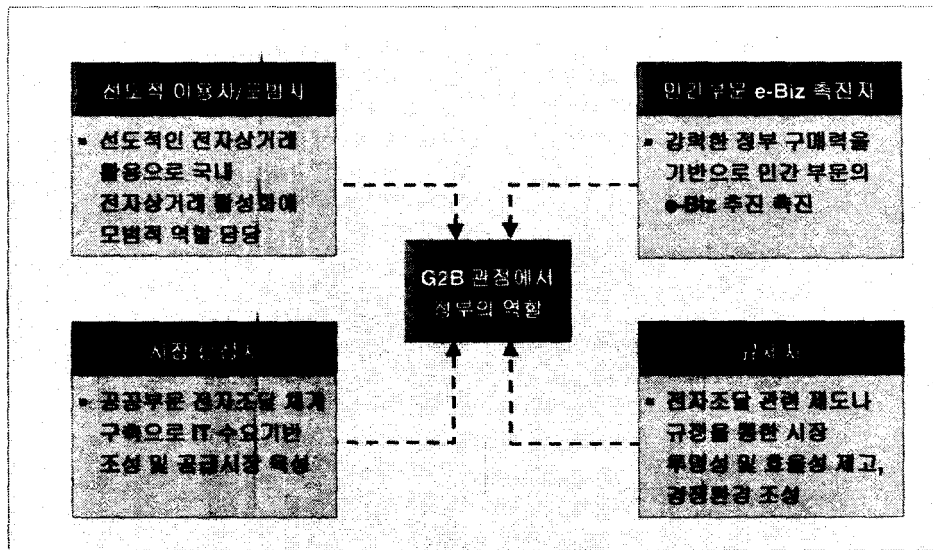 선도적 이용자/모범자
• 선도적인 전자상거래
활용으로 국내
전자상거래 활성화에
모범적 역할 담당
민간부문 e-Biz 촉진자
• 강력한 정부 구매력을
기반으로 민간 부문의
e-Biz 추진 촉진
G2B 관점에서
정부의 역할
시장
• 공공부문 전자조달 체계
구축으로 IT 수요기반
조성 및 공급시장 육성
규제자
• 전자조달 관련 제도나
규정을 통한 시장
투명성 및 효율성 제고,
경쟁환경 조성